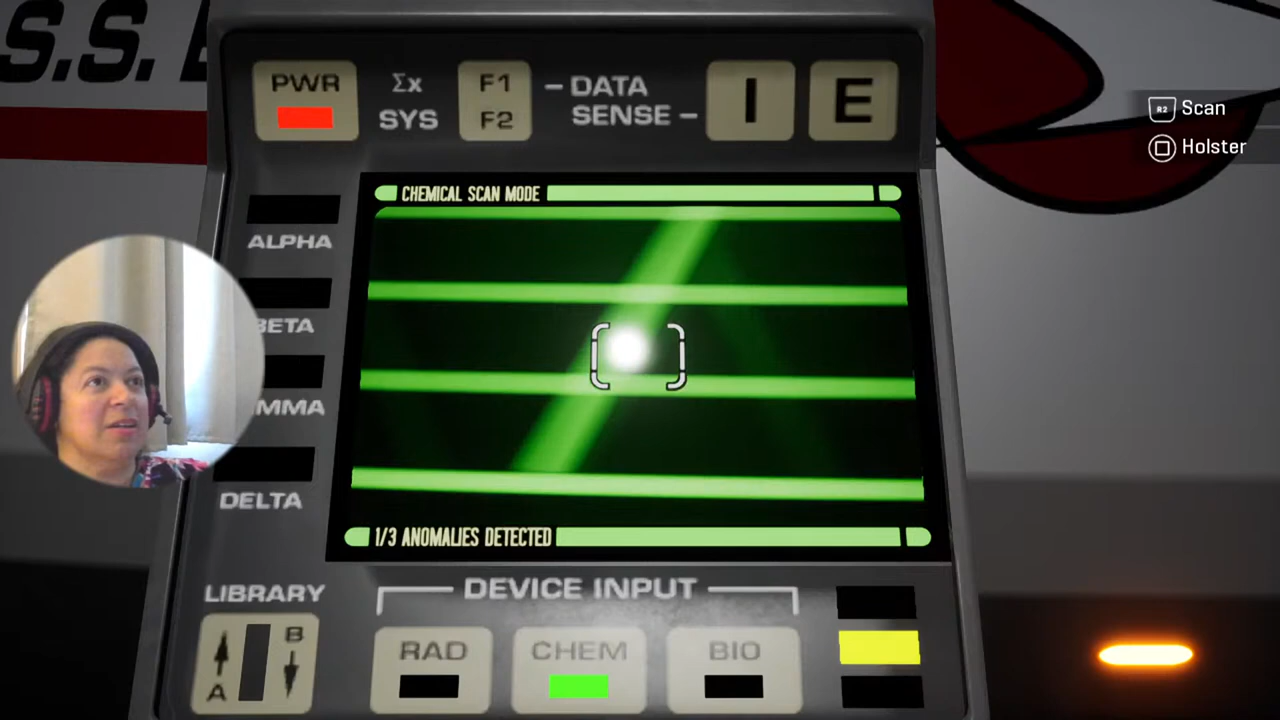 S.S.
PWR
Σx
SYS
F1
F2
– DATA
SENSE –
I
E
R2 Scan
Holster
CHEMICAL SCAN MODE
ALPHA
BETA
MMA
DELTA
1/3 ANOMALIES DETECTED
LIBRARY
DEVICE INPUT
A
B
RAD
CHEM
BIO